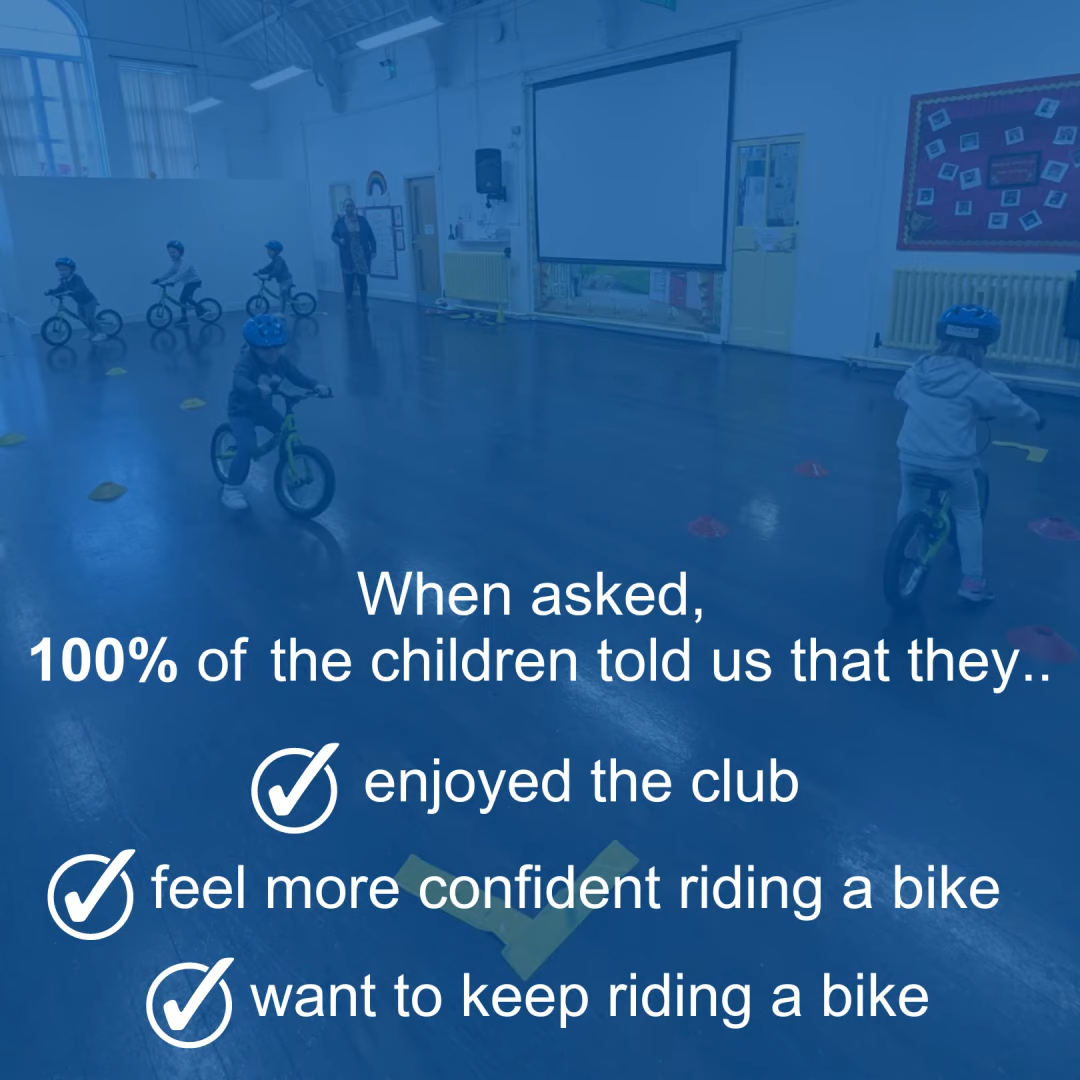 When asked,
100% of the children told us that they..
enjoyed the club
feel more confident riding a bike
want to keep riding a bike